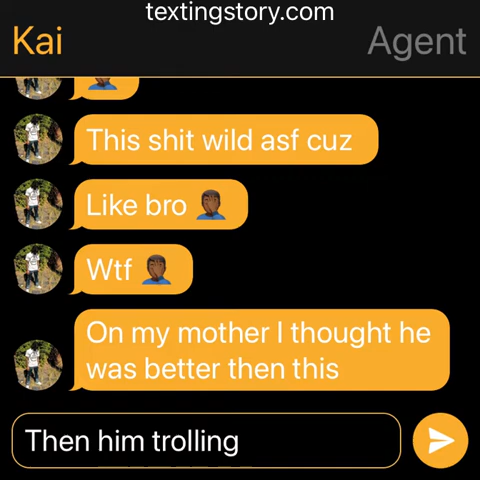 textingstory.com
Kai
Agent
This shit wild asf cuz
Like bro 🤦🏾‍♂️
Wtf 🤦🏾‍♂️
On my mother I thought he
was better then this
Then him trolling